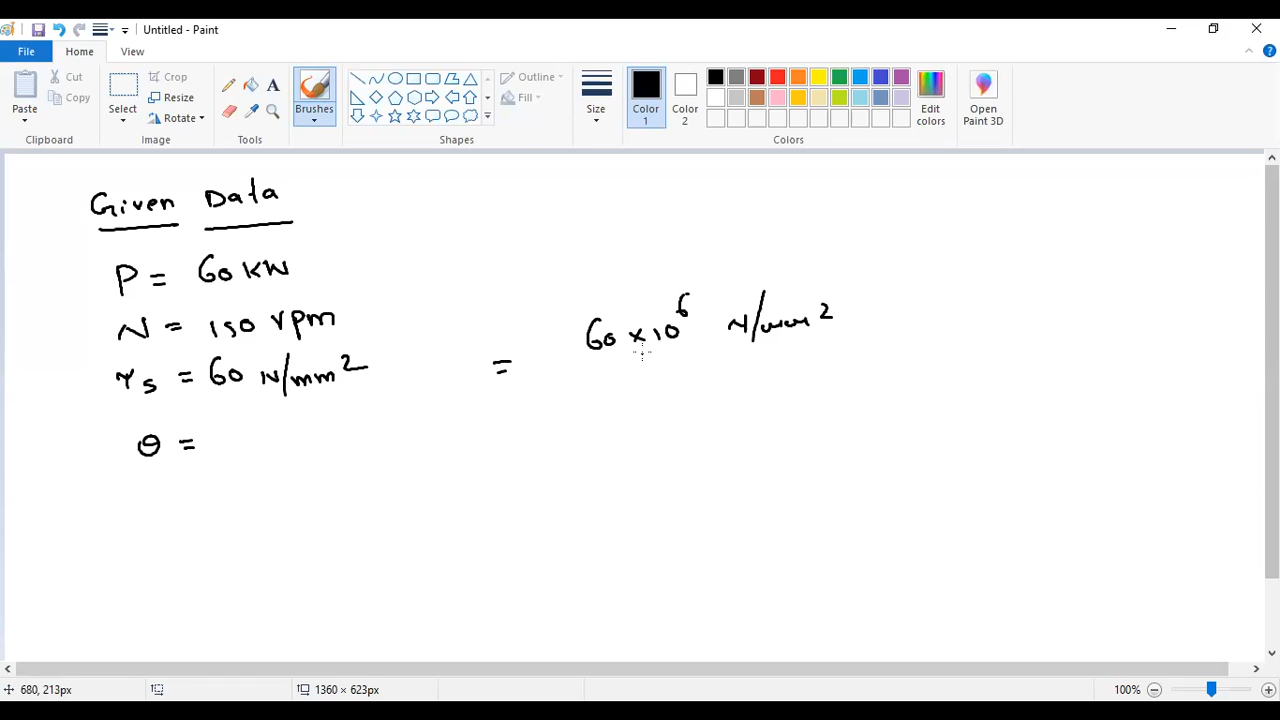 Untitled - Paint
File Home View
Paste
Cut
Copy
Clipboard
Select
Crop
Resize
Rotate
Image
A
Tools
Brushes
Shapes
Outline
Fill
Size
Color 1
Color 2
Colors
Edit colors
Open Paint 3D
Given Data
P = 60 KW
N = 150 rpm
τs = 60 N/mm²
= 60 × 10⁶ N/mm²
θ =
680, 213px
1360 × 623px
100%